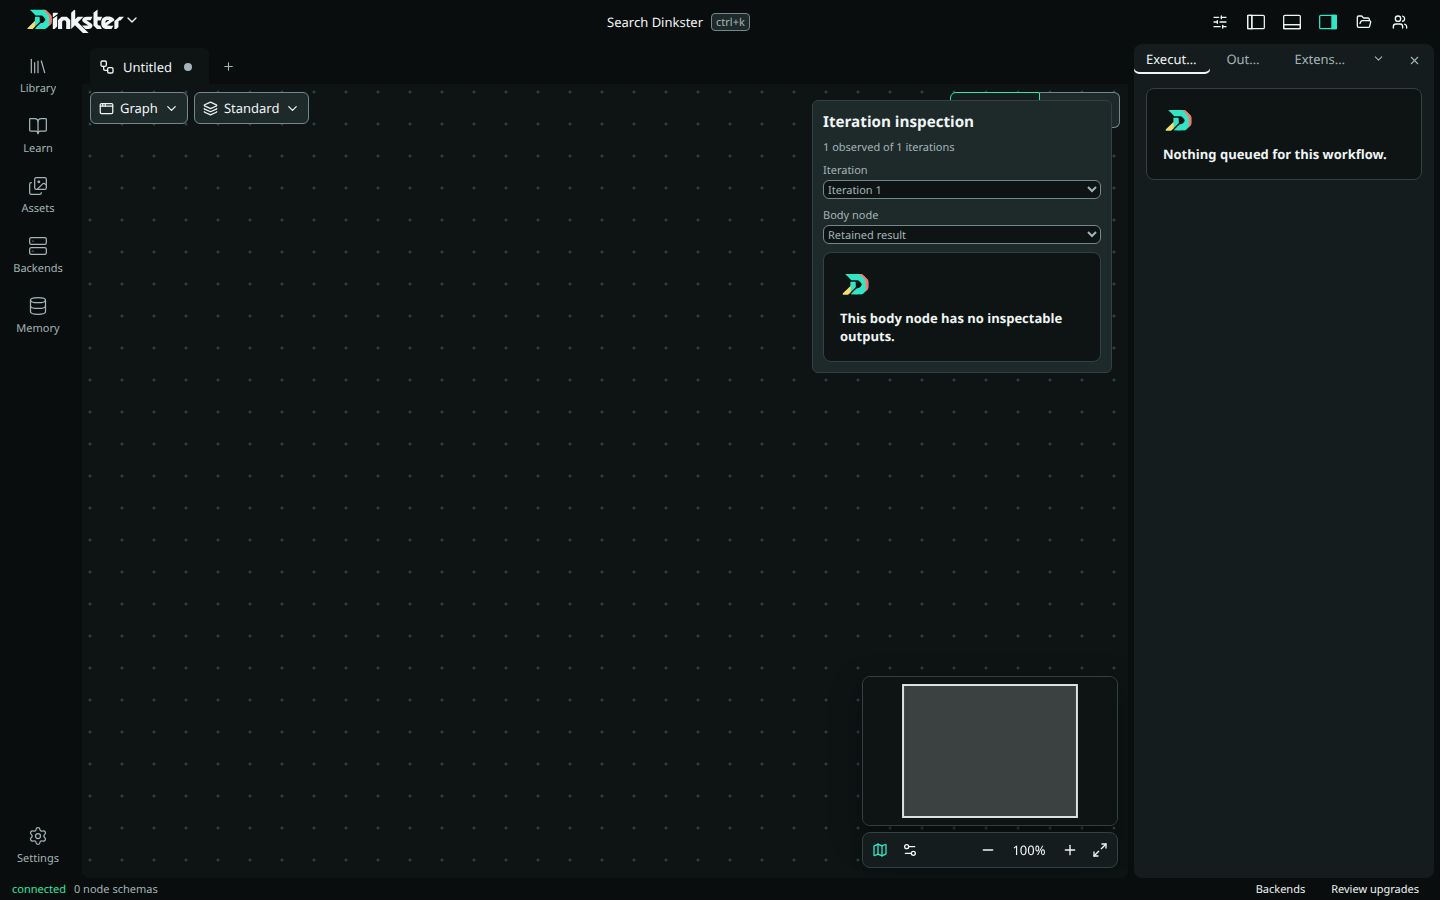 Dinkster
Search Dinkster ctrl+k
Library
Learn
Assets
Backends
Memory
Settings
Untitled
Graph
Standard
Iteration inspection
1 observed of 1 iterations
Iteration
Iteration 1
Body node
Retained result
This body node has no inspectable
outputs.
100%
Execut...
Out...
Extens...
Nothing queued for this workflow.
connected
0 node schemas
Backends
Review upgrades